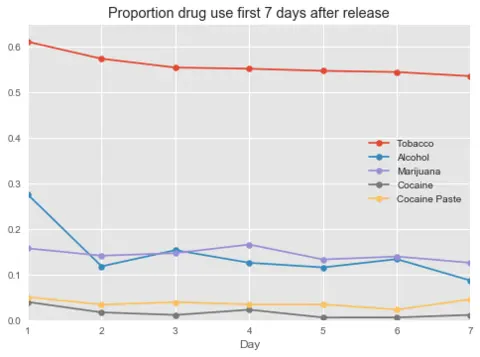 Proportion drug use first 7 days after release
0.6
0.5
0.4
0.3
0.2
0.1
0.0
Tobacco
Alcohol
Marijuana
Cocaine
Cocaine Paste
1 2 3 4 5 6 7
Day